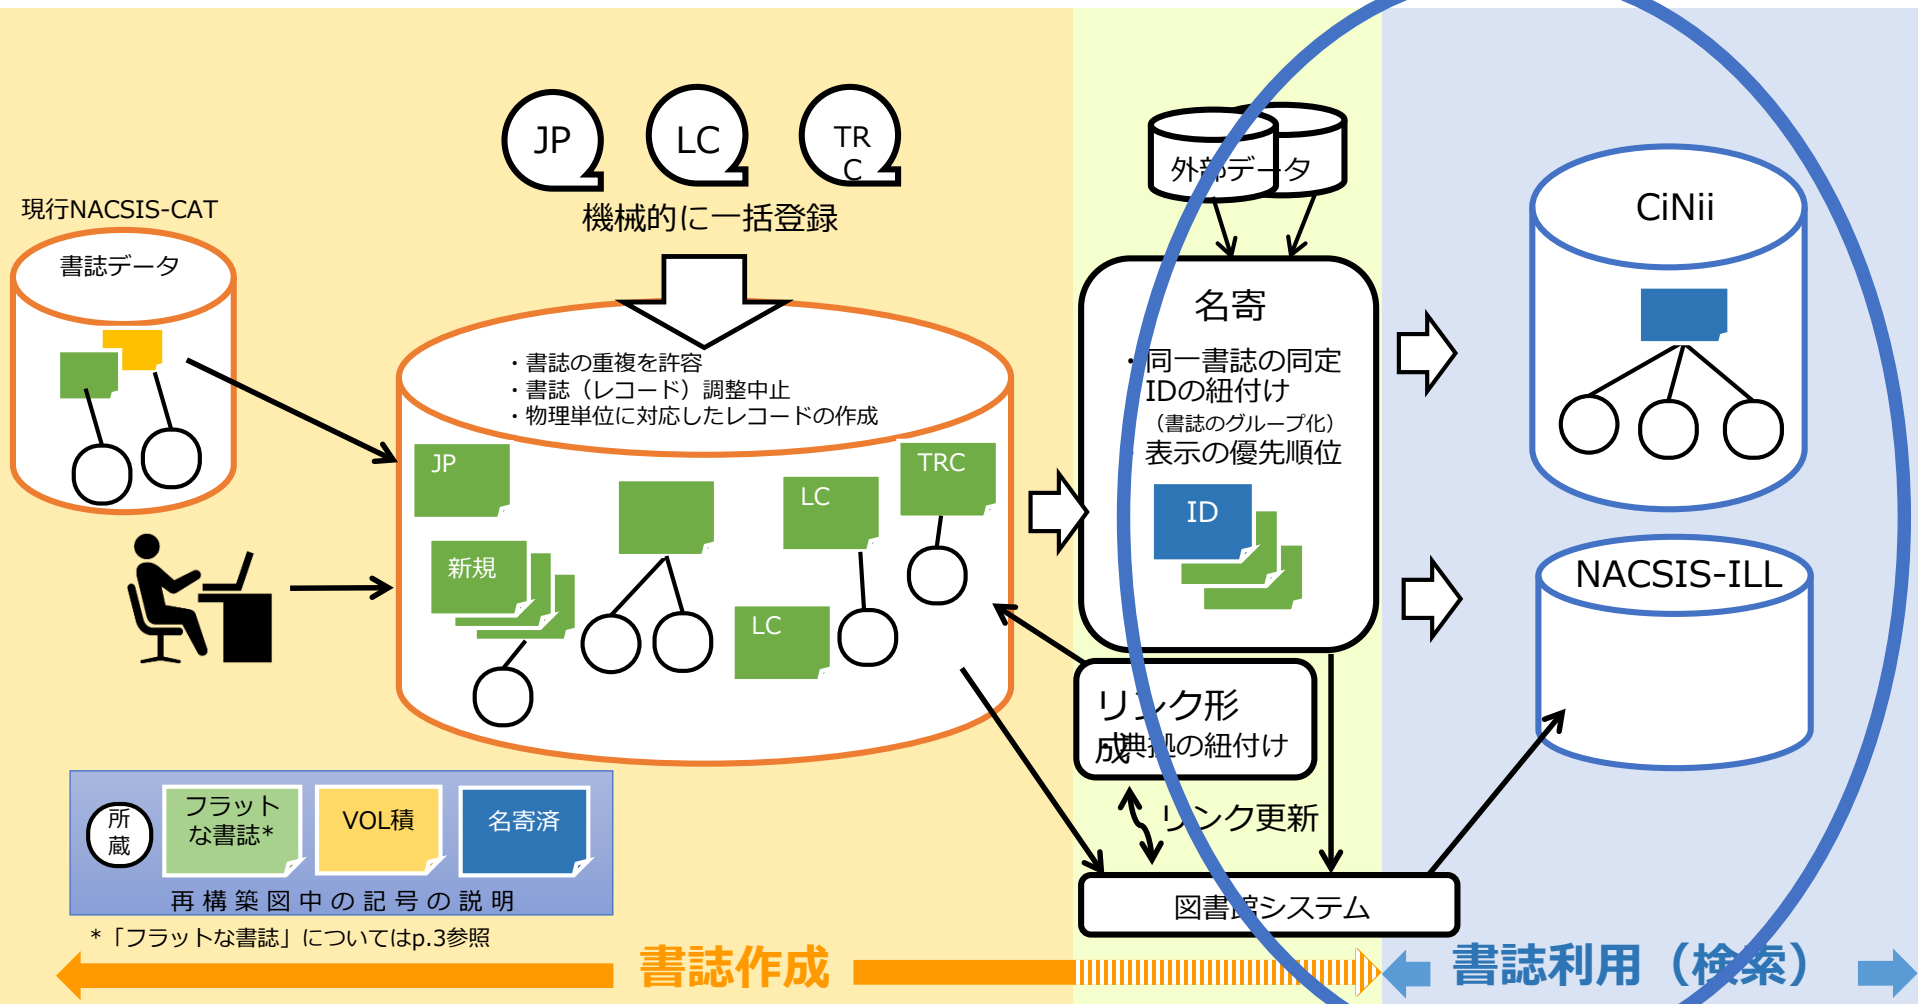 JP
LC
TR
C
機械的に一括登録
現行NACSIS-CAT
書誌データ
・書誌の重複を許容
・書誌（レコード）調整中止
・物理単位に対応したレコードの作成
JP
TRC
LC
新規
LC
外部データ
名寄
・同一書誌の同定
IDの紐付け
（書誌のグループ化）
・表示の優先順位
ID
リンク形
成
・典拠の紐付け
リンク更新
図書館システム
CiNii
NACSIS-ILL
所
蔵
フラット
な書誌*
VOL積
名寄済
再構築図中の記号の説明
*「フラットな書誌」についてはp.3参照
書誌作成
書誌利用（検索）